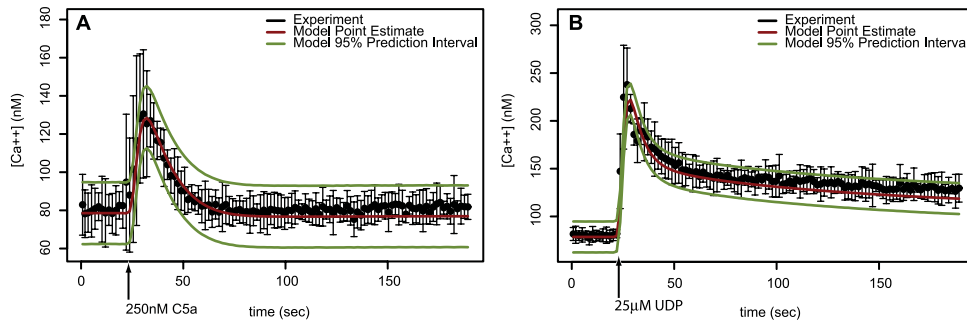 A
Experiment
Model Point Estimate
Model 95% Prediction Interval
[Ca++] (nM)
180
160
140
120
100
80
60
0
50
100
150
250nM C5a
time (sec)
B
Experiment
Model Point Estimate
Model 95% Prediction Interval
[Ca++] (nM)
300
250
200
150
100
0
50
100
150
25µM UDP
time (sec)